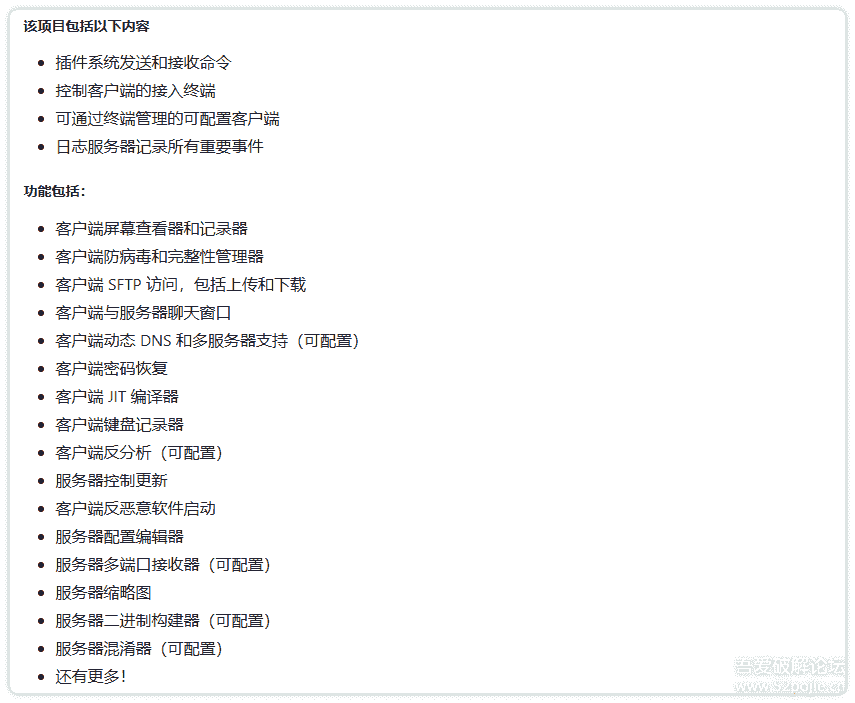 该项目包括以下内容
插件系统发送和接收命令
控制客户端的接入终端
可通过终端管理的可配置客户端
日志服务器记录所有重要事件
功能包括：
客户端屏幕查看器和记录器
客户端防病毒和完整性管理器
客户端 SFTP 访问，包括上传和下载
客户端与服务器聊天窗口
客户端动态 DNS 和多服务器支持（可配置）
客户端密码恢复
客户端 JIT 编译器
客户端键盘记录器
客户端反分析（可配置）
服务器控制更新
客户端反恶意软件启动
服务器配置编辑器
服务器多端口接收器（可配置）
服务器缩略图
服务器二进制构建器（可配置）
服务器混淆器（可配置）
还有更多！
吾爱破解论坛
www.52pojie.cn